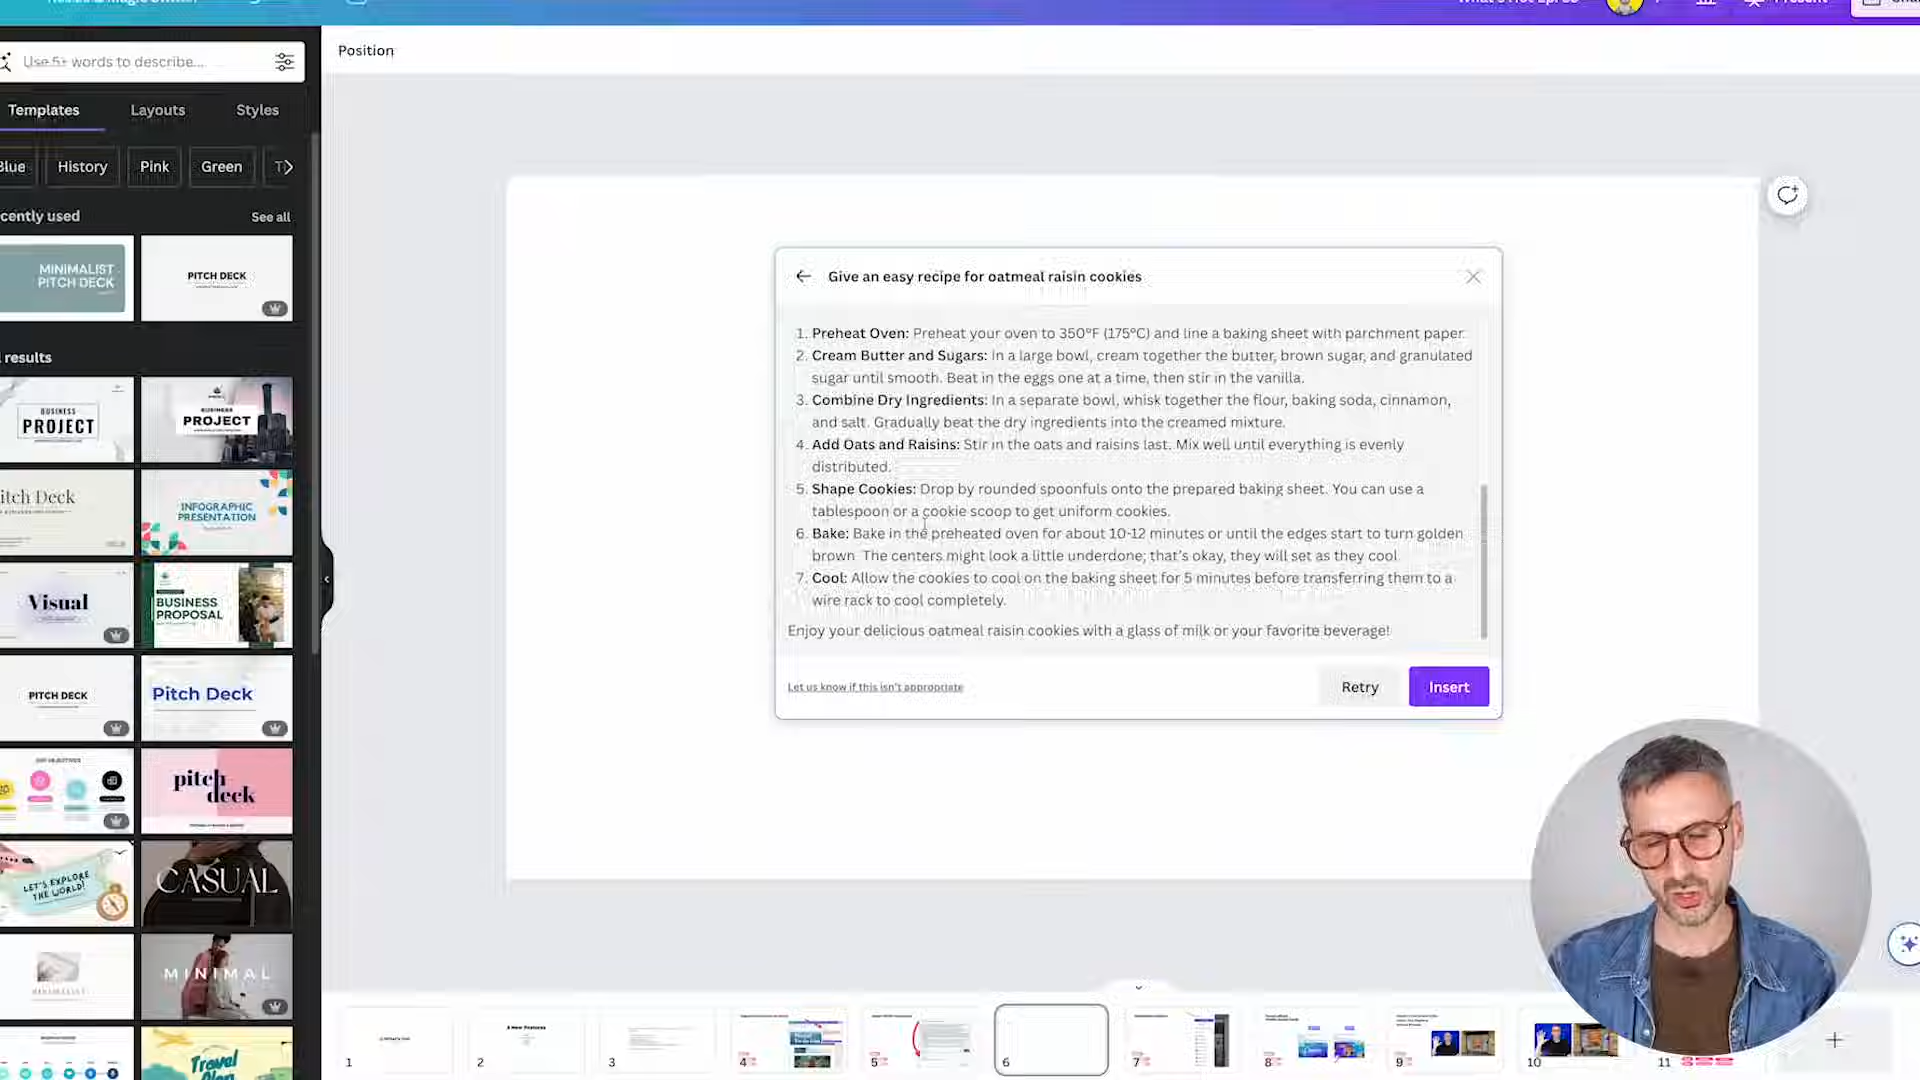 Present
Use 5+ words to describe...
Position
Templates
Layouts
Styles
Blue
History
Pink
Green
cently used
See all
MINIMALIST
PITCH DECK
PITCH DECK
results
BUSINESS
PROJECT
BUSINESS
PROJECT
itch Deck
INFOGRAPHIC
PRESENTATION
Visual
BUSINESS
PROPOSAL
PITCH DECK
Pitch Deck
pitch
deck
LET'S EXPLORE
THE WORLD!
CASUAL
MINIMAL
Travel
Plan
Give an easy recipe for oatmeal raisin cookies
1. Preheat Oven: Preheat your oven to 350°F (175°C) and line a baking sheet with parchment paper.
2. Cream Butter and Sugars: In a large bowl, cream together the butter, brown sugar, and granulated
sugar until smooth. Beat in the eggs one at a time, then stir in the vanilla.
3. Combine Dry Ingredients: In a separate bowl, whisk together the flour, baking soda, cinnamon,
and salt. Gradually beat the dry ingredients into the creamed mixture.
4. Add Oats and Raisins: Stir in the oats and raisins last. Mix well until everything is evenly
distributed.
5. Shape Cookies: Drop by rounded spoonfuls onto the prepared baking sheet. You can use a
tablespoon or a cookie scoop to get uniform cookies.
6. Bake: Bake in the preheated oven for about 10-12 minutes or until the edges start to turn golden
brown. The centers might look a little underdone; that's okay, they will set as they cool.
7. Cool: Allow the cookies to cool on the baking sheet for 5 minutes before transferring them to a
wire rack to cool completely.
Enjoy your delicious oatmeal raisin cookies with a glass of milk or your favorite beverage!
Let us know if this isn't appropriate
Retry
Insert
1
2
3
4
5
6
7
8
9
10
11